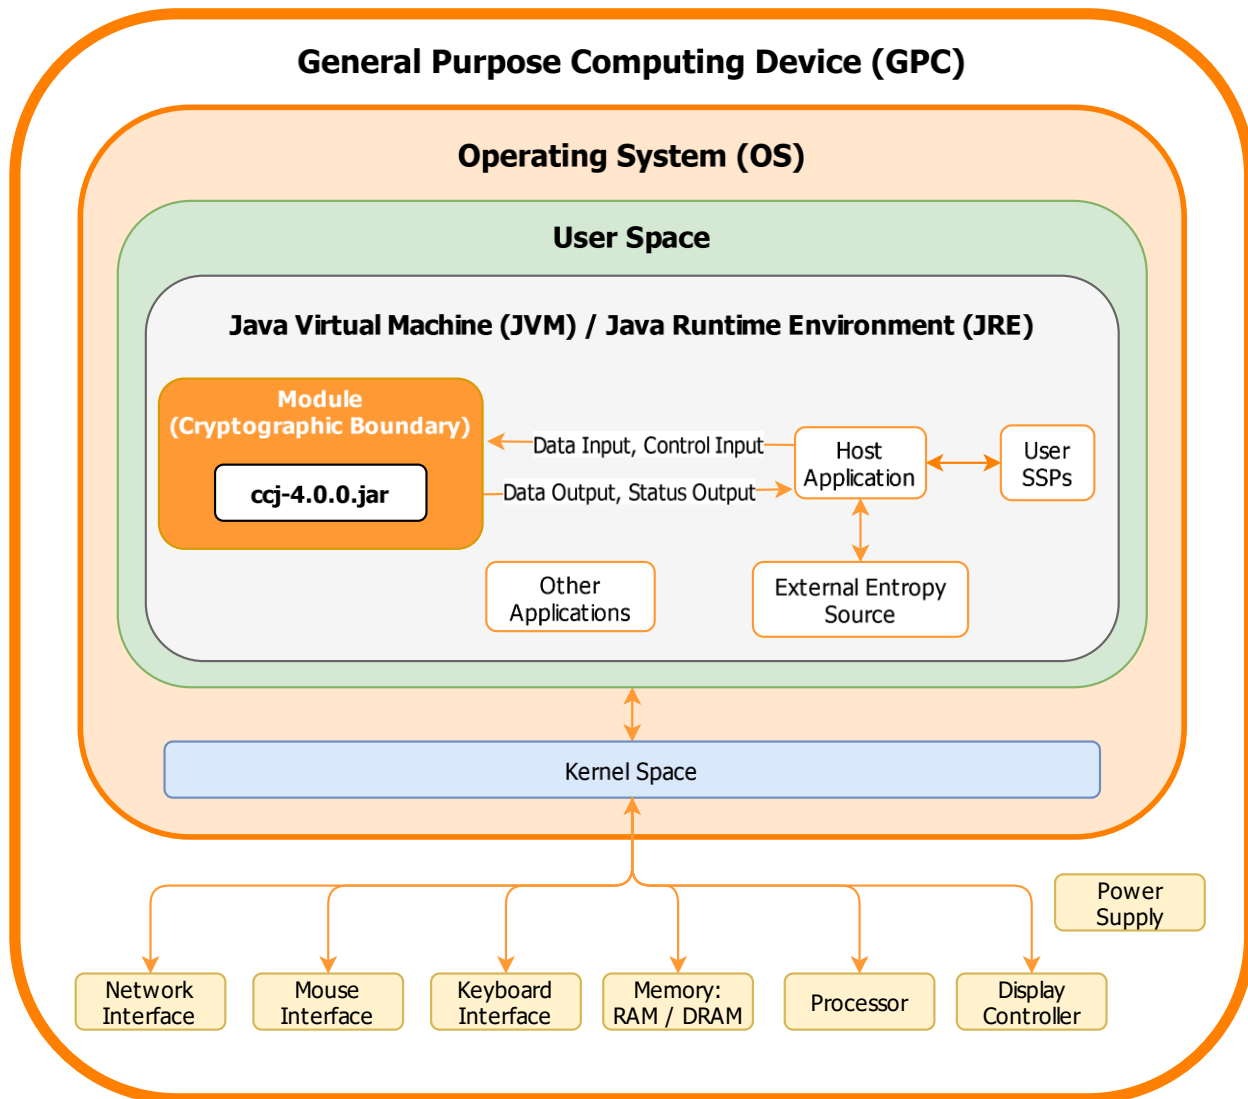 General Purpose Computing Device (GPC)
Operating System (OS)
User Space
Java Virtual Machine (JVM) / Java Runtime Environment (JRE)
Module
(Cryptographic Boundary)
ccj-4.0.0.jar
Data Input, Control Input
Data Output, Status Output
Host
Application
User
SSPs
Other
Applications
External Entropy
Source
Kernel Space
Power
Supply
Network
Interface
Mouse
Interface
Keyboard
Interface
Memory:
RAM / DRAM
Processor
Display
Controller